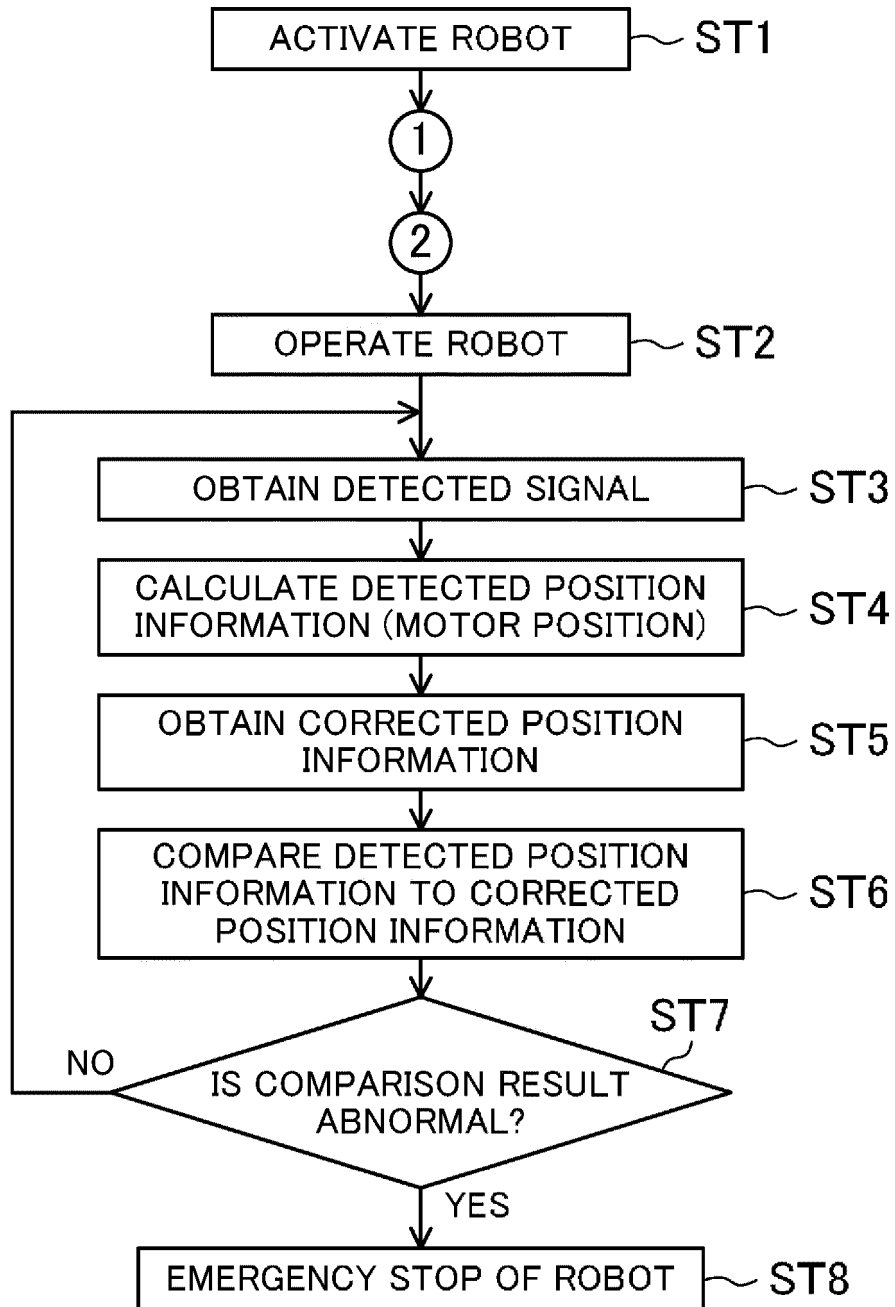 ACTIVATE ROBOT ST1
1
2
OPERATE ROBOT ST2
OBTAIN DETECTED SIGNAL ST3
CALCULATE DETECTED POSITION
INFORMATION (MOTOR POSITION) ST4
OBTAIN CORRECTED POSITION
INFORMATION ST5
COMPARE DETECTED POSITION
INFORMATION TO CORRECTED ST6
POSITION INFORMATION
ST7
NO
IS COMPARISON RESULT
ABNORMAL?
YES
EMERGENCY STOP OF ROBOT ST8